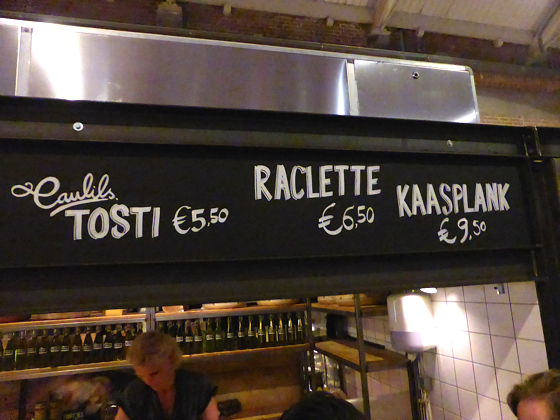 Caulils
TOSTI €5,50
RACLETTE
€6,50
KAASPLANK
€9,50